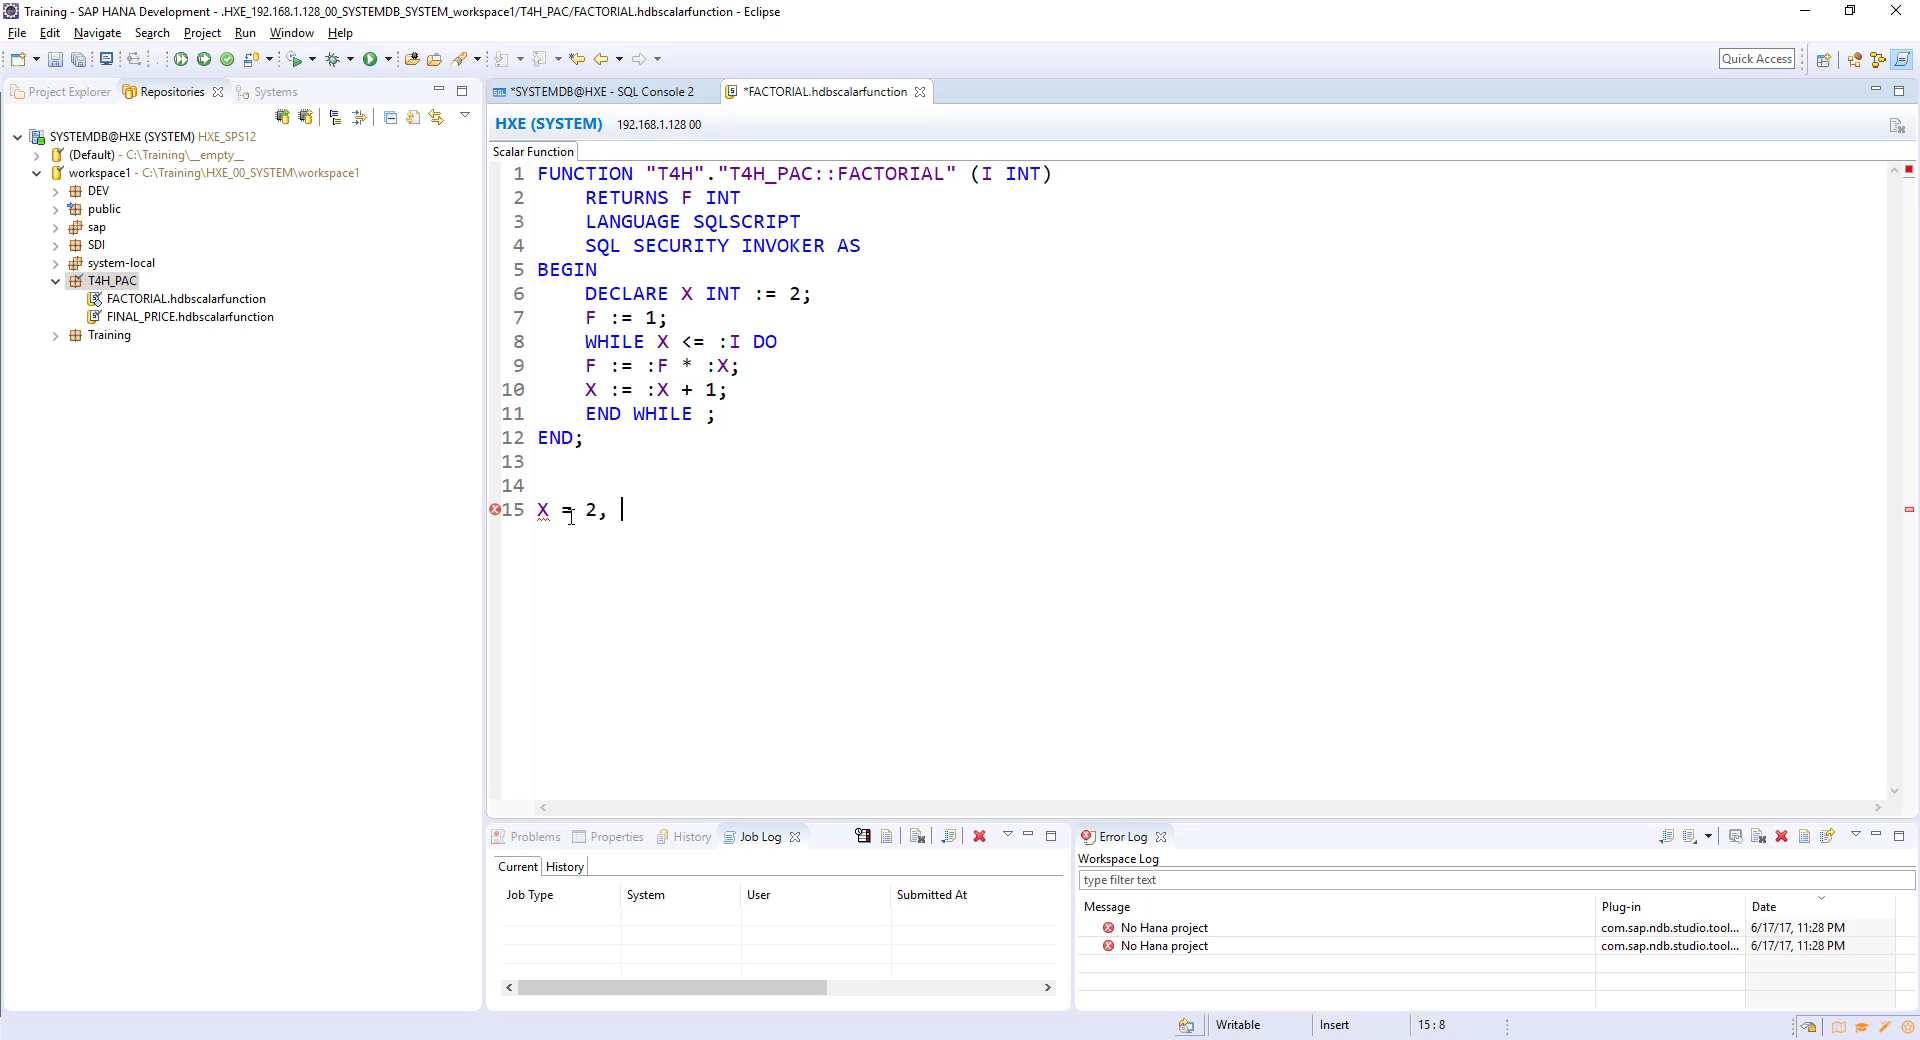 Training - SAP HANA Development - .HXE_192.168.1.128_00_SYSTEMDB_SYSTEM_workspace1/T4H_PAC/FACTORIAL.hdbscalarfunction - Eclipse
File Edit Navigate Search Project Run Window Help
Quick Access
Project Explorer Repositories Systems
SYSTEMDB@HXE (SYSTEM) HXE_SPS12
(Default) - C:\Training\__empty__
workspace1 - C:\Training\HXE_00_SYSTEM\workspace1
DEV
public
sap
SDI
system-local
T4H_PAC
FACTORIAL.hdbscalarfunction
FINAL_PRICE.hdbscalarfunction
Training
*SYSTEMDB@HXE - SQL Console 2 *FACTORIAL.hdbscalarfunction
HXE (SYSTEM) 192.168.1.128 00
Scalar Function
1 FUNCTION "T4H"."T4H_PAC::FACTORIAL" (I INT)
2 RETURNS F INT
3 LANGUAGE SQLSCRIPT
4 SQL SECURITY INVOKER AS
5 BEGIN
6 DECLARE X INT := 2;
7 F := 1;
8 WHILE X <= :I DO
9 F := :F * :X;
10 X := :X + 1;
11 END WHILE ;
12 END;
13
14
15 X = 2,
Problems Properties History Job Log
Current History
Job Type System User Submitted At
Error Log
Workspace Log
type filter text
Message Plug-in Date
No Hana project com.sap.ndb.studio.tool... 6/17/17, 11:28 PM
No Hana project com.sap.ndb.studio.tool... 6/17/17, 11:28 PM
Writable Insert 15 : 8